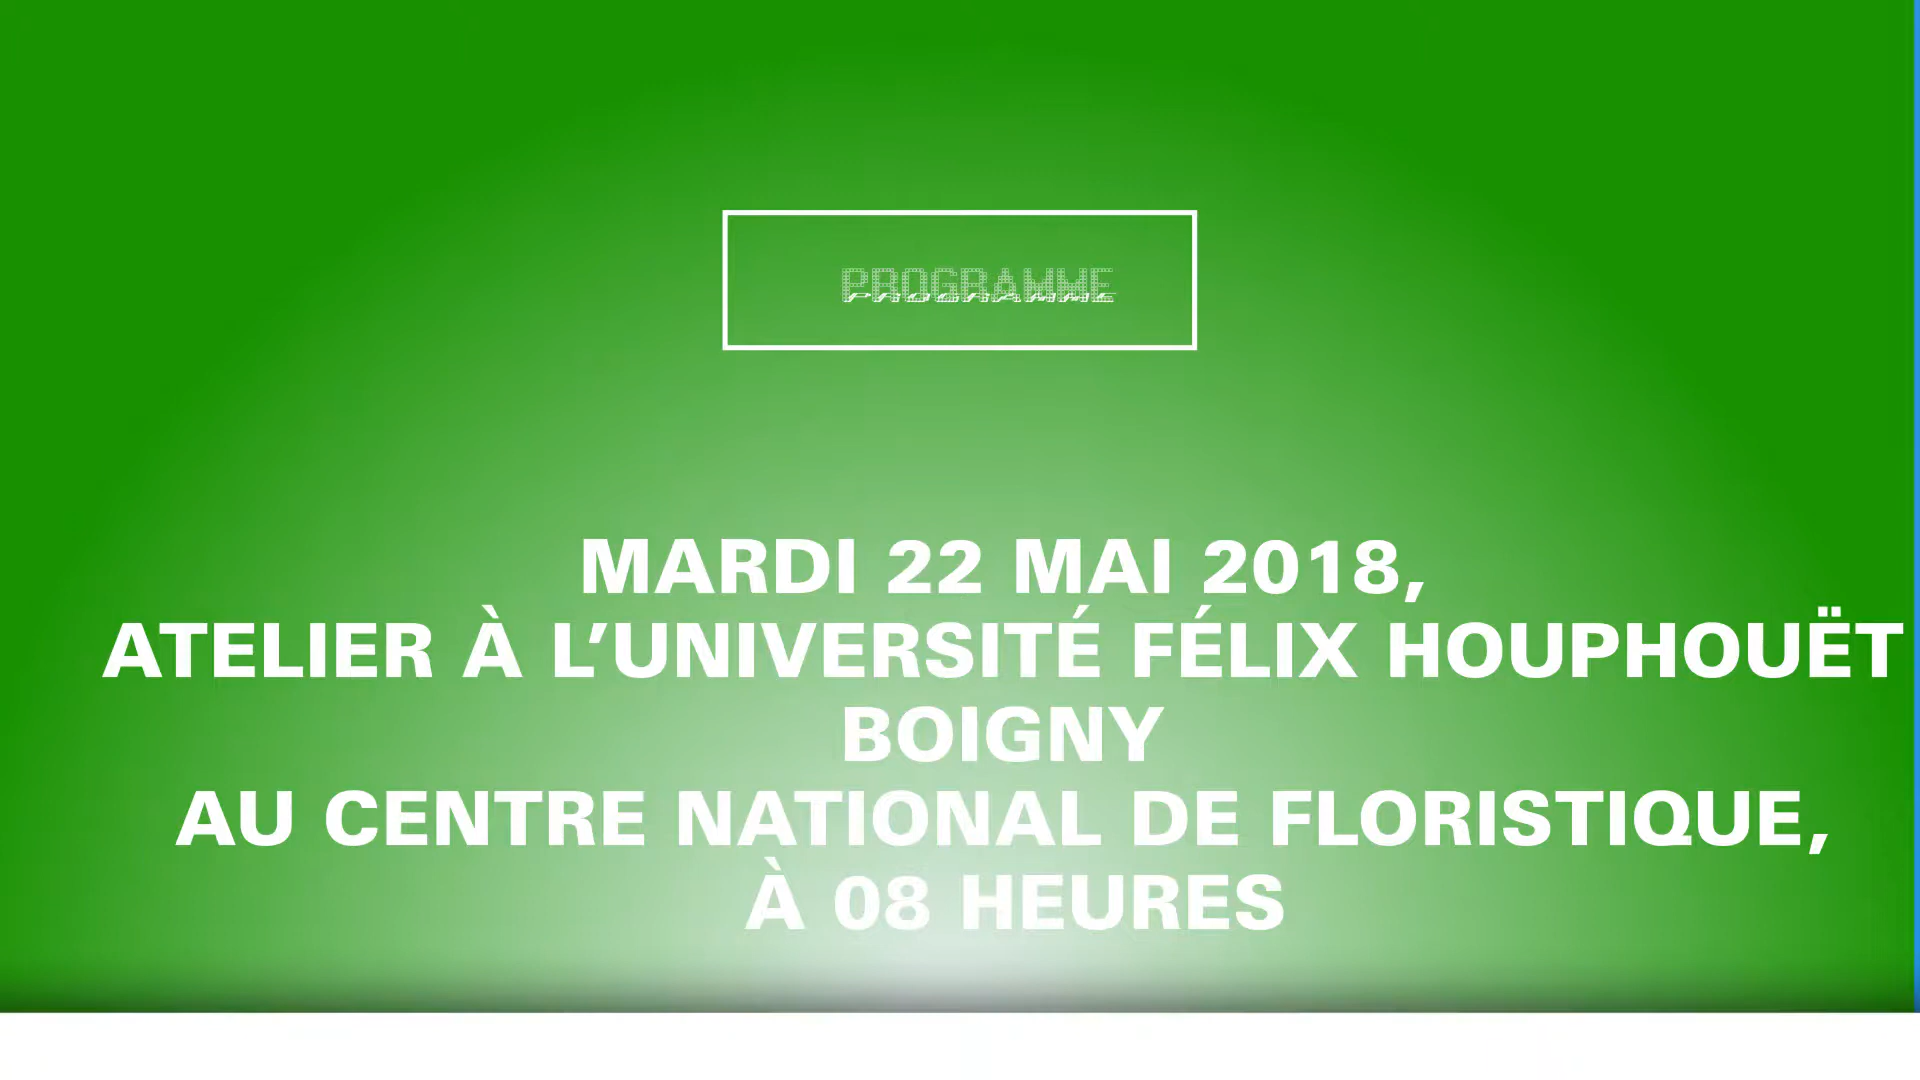 PROGRAMME
MARDI 22 MAI 2018,
ATELIER À L’UNIVERSITÉ FÉLIX HOUPHOUËT
BOIGNY
AU CENTRE NATIONAL DE FLORISTIQUE,
À 08 HEURES